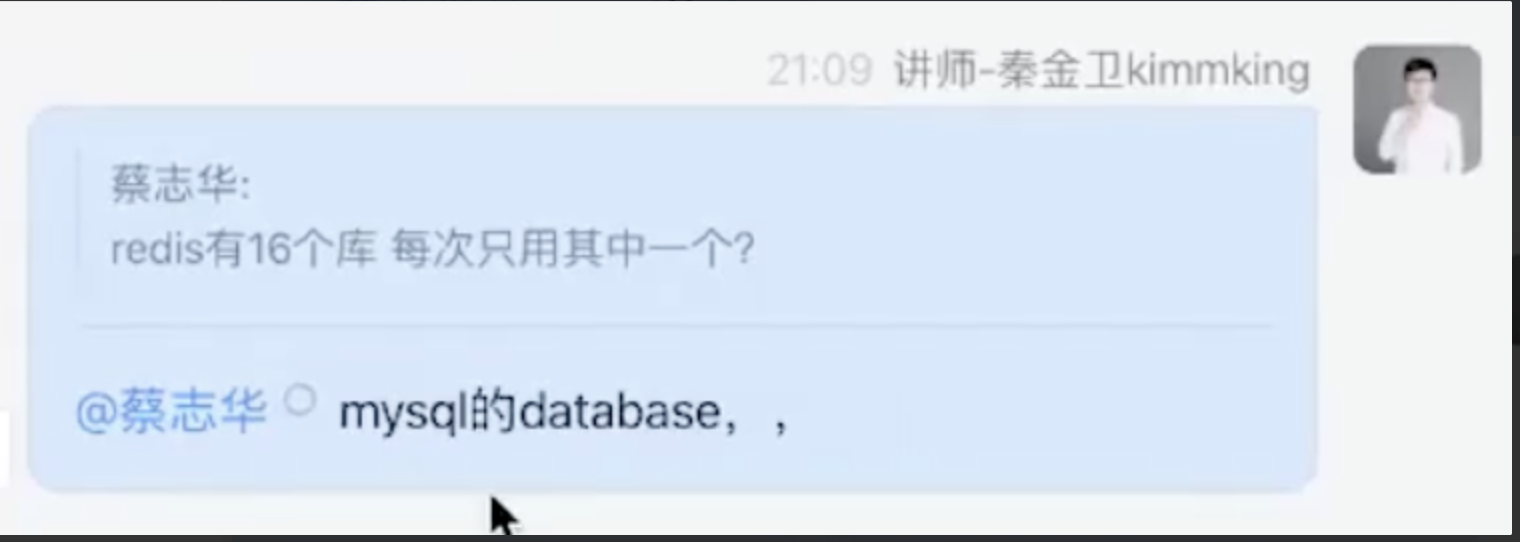 21:09 讲师-秦金卫kimmking
蔡志华:
redis有16个库 每次只用其中一个?
@蔡志华 mysql的database，，